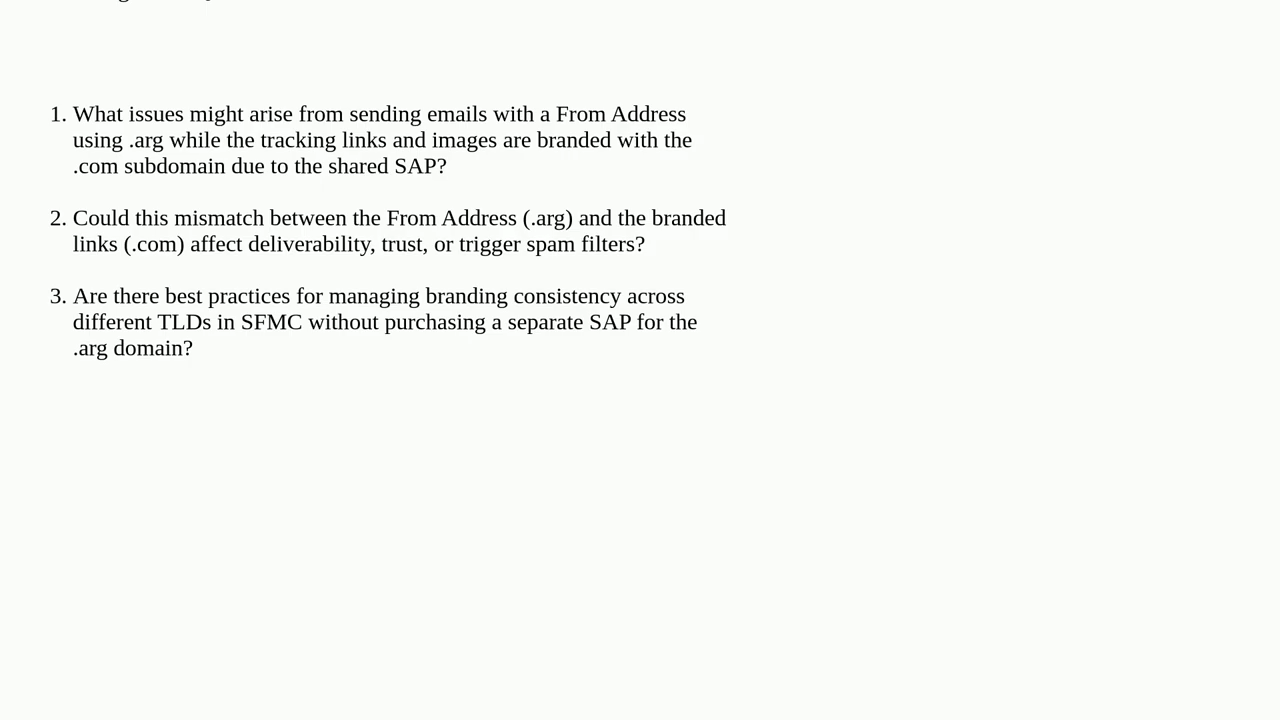 1. What issues might arise from sending emails with a From Address
using .arg while the tracking links and images are branded with the
.com subdomain due to the shared SAP?
2. Could this mismatch between the From Address (.arg) and the branded
links (.com) affect deliverability, trust, or trigger spam filters?
3. Are there best practices for managing branding consistency across
different TLDs in SFMC without purchasing a separate SAP for the
.arg domain?